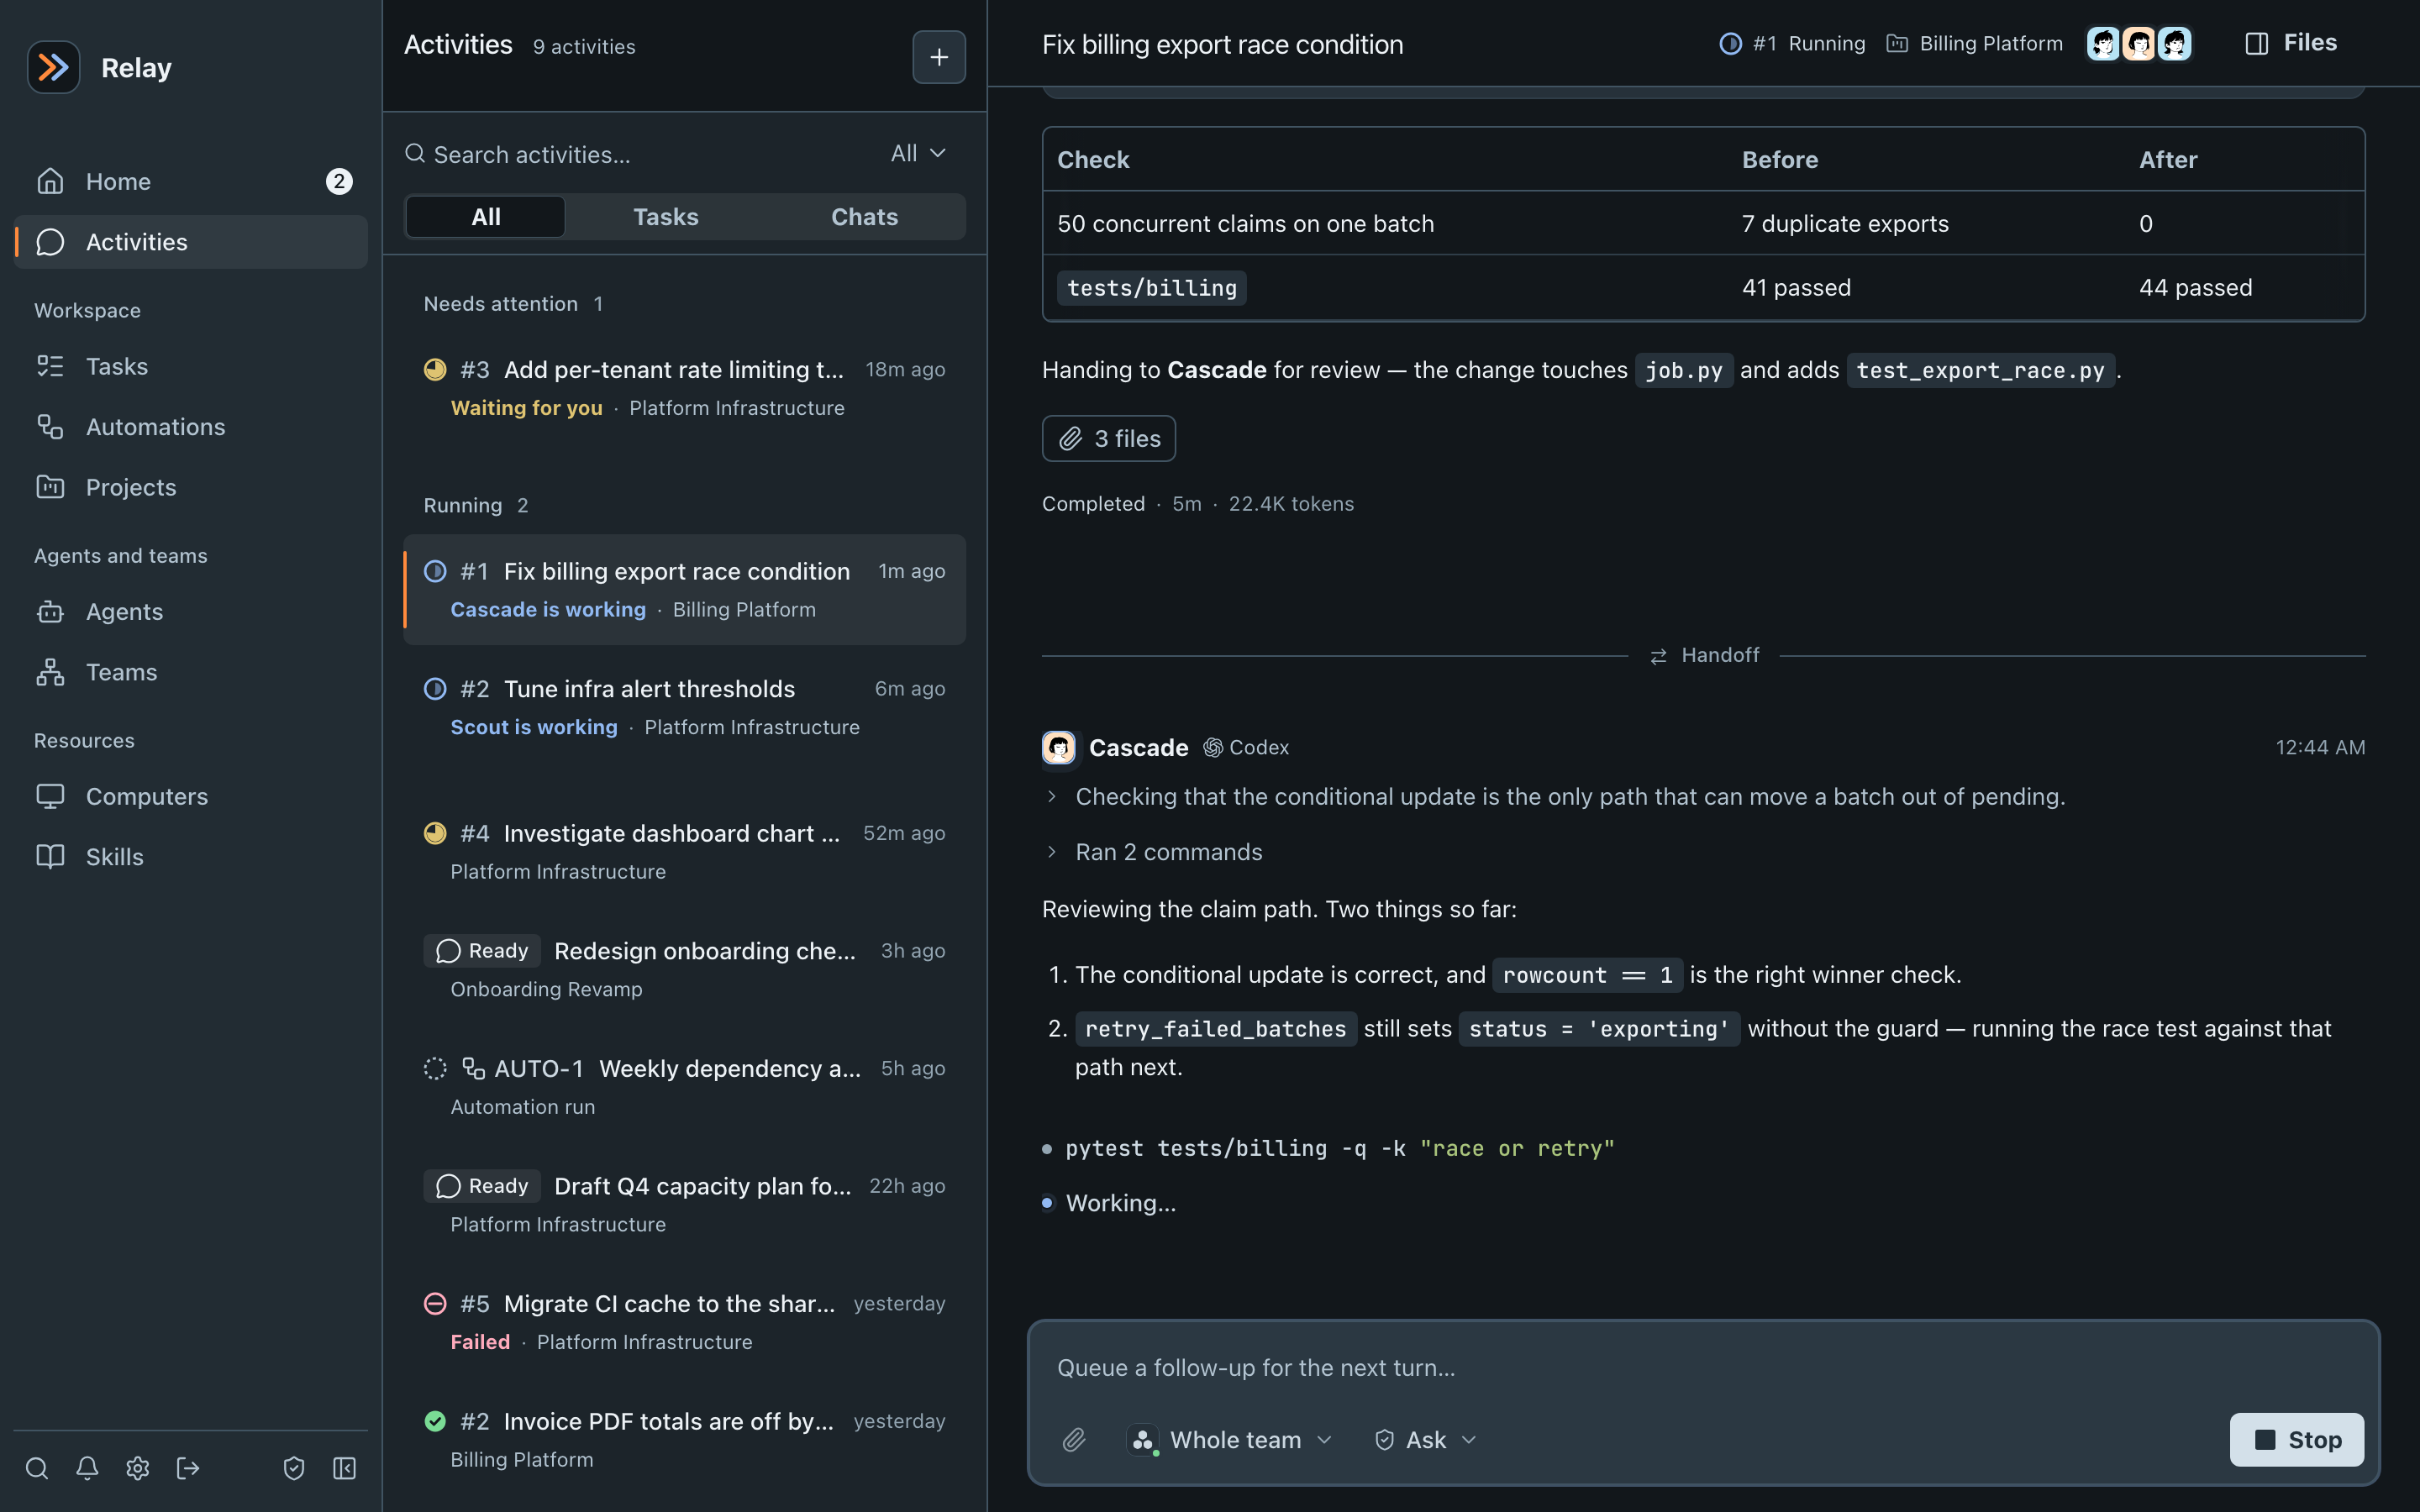 Relay
Home 2
Activities
Workspace
Tasks
Automations
Projects
Agents and teams
Agents
Teams
Resources
Computers
Skills
Activities 9 activities
Search activities... All
All Tasks Chats
Needs attention 1
#3 Add per-tenant rate limiting t... 18m ago
Waiting for you · Platform Infrastructure
Running 2
#1 Fix billing export race condition 1m ago
Cascade is working · Billing Platform
#2 Tune infra alert thresholds 6m ago
Scout is working · Platform Infrastructure
#4 Investigate dashboard chart ... 52m ago
Platform Infrastructure
Ready Redesign onboarding che... 3h ago
Onboarding Revamp
AUTO-1 Weekly dependency a... 5h ago
Automation run
Ready Draft Q4 capacity plan fo... 22h ago
Platform Infrastructure
#5 Migrate CI cache to the shar... yesterday
Failed · Platform Infrastructure
#2 Invoice PDF totals are off by... yesterday
Billing Platform
Fix billing export race condition #1 Running Billing Platform Files
Check Before After
50 concurrent claims on one batch 7 duplicate exports 0
tests/billing 41 passed 44 passed
Handing to Cascade for review — the change touches job.py and adds test_export_race.py.
3 files
Completed · 5m · 22.4K tokens
Handoff
Cascade Codex 12:44 AM
Checking that the conditional update is the only path that can move a batch out of pending.
Ran 2 commands
Reviewing the claim path. Two things so far:
1. The conditional update is correct, and rowcount == 1 is the right winner check.
2. retry_failed_batches still sets status = 'exporting' without the guard — running the race test against that
path next.
pytest tests/billing -q -k "race or retry"
Working...
Queue a follow-up for the next turn...
Whole team Ask Stop